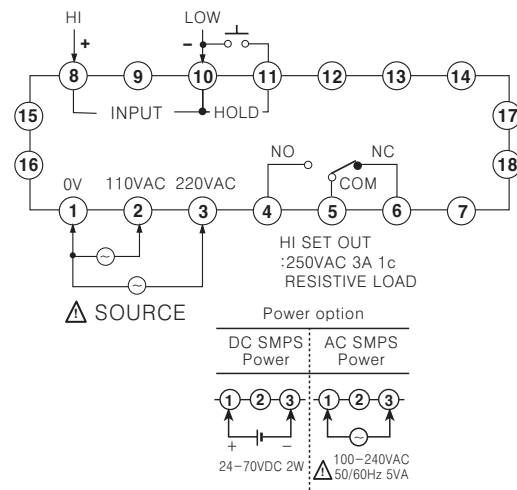 HI LOW
+ −
8 9 10 11 12 13 14
INPUT HOLD
15 17
16 18
0V 110VAC 220VAC NO COM NC
1 2 3 4 5 6 7
HI SET OUT
:250VAC 3A 1c
RESISTIVE LOAD
⚠ SOURCE
Power option
DC SMPS
Power
AC SMPS
Power
1 2 3
+ −
24−70VDC 2W
1 2 3
⚠ 100−240VAC
50/60Hz 5VA